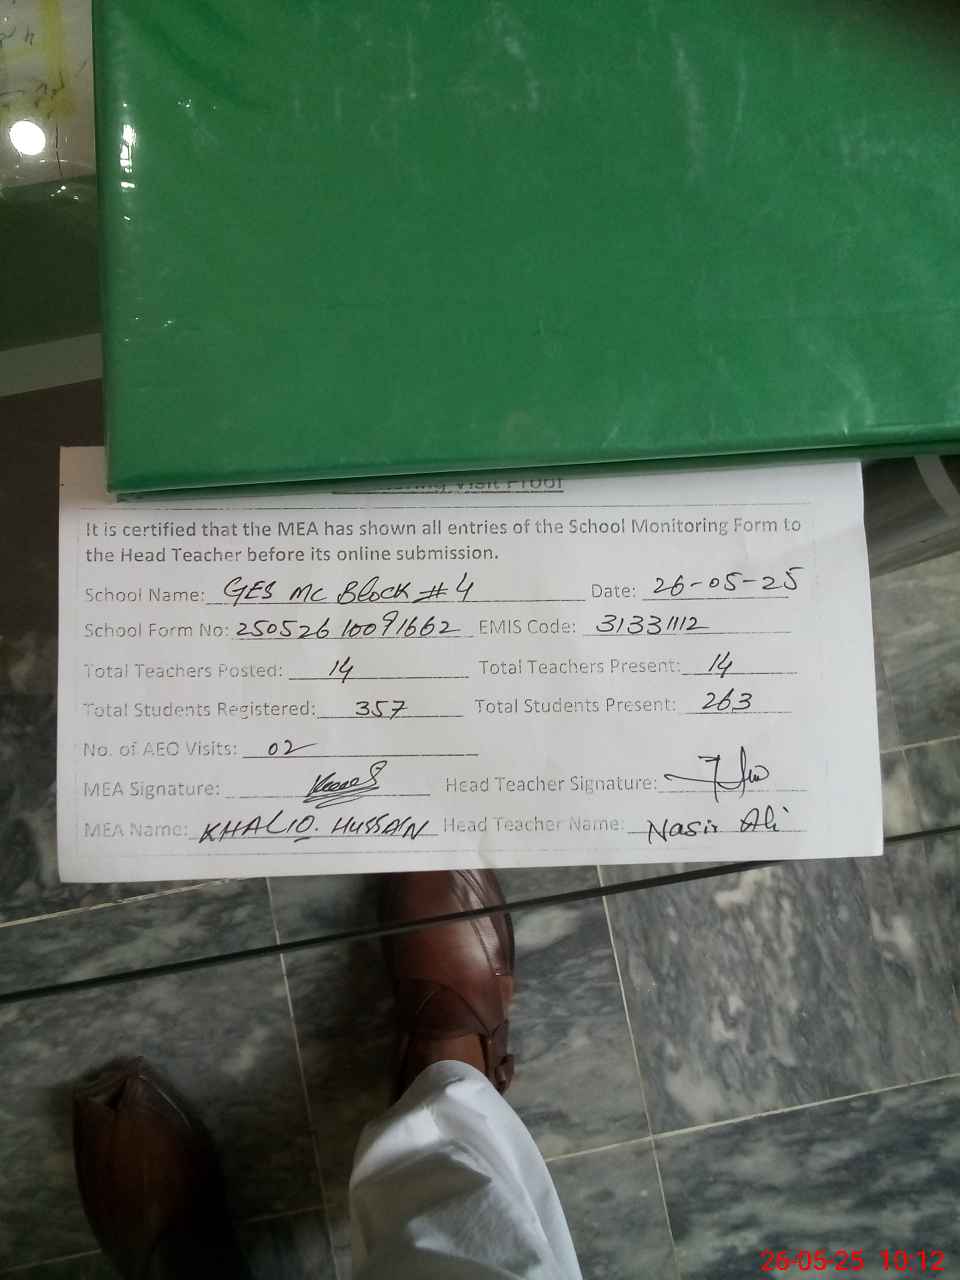 Visit Proof
It is certified that the MEA has shown all entries of the School Monitoring Form to
the Head Teacher before its online submission.
School Name: GES MC Block # 4 Date: 26-05-25
School Form No: 25052610091662 EMIS Code: 31331112
Total Teachers Posted: 14 Total Teachers Present: 14
Total Students Registered: 357 Total Students Present: 263
No. of AEO Visits: 02
MEA Signature: Head Teacher Signature:
MEA Name: KHALID. HUSSAIN Head Teacher Name: Nasir Ali
26-05-25 10:12